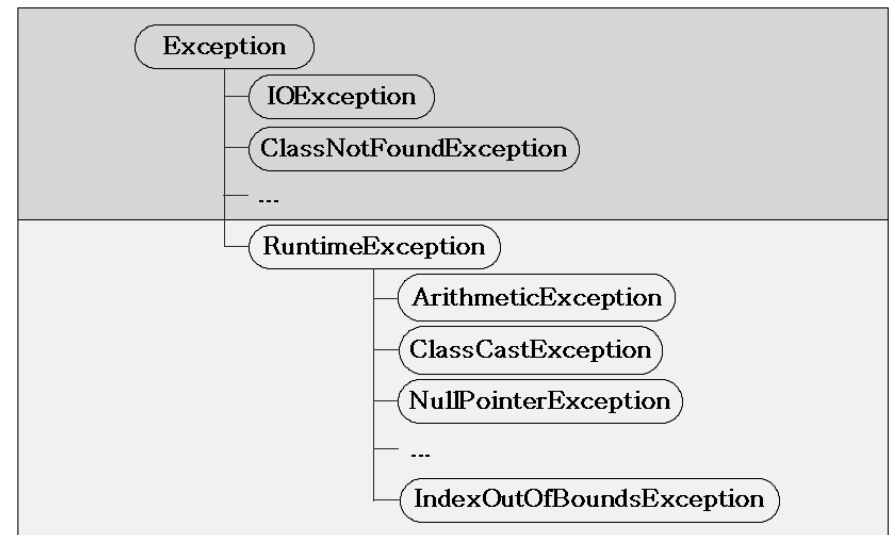 Exception
IOException
ClassNotFoundException
...
RuntimeException
ArithmeticException
ClassCastException
NullPointerException
...
IndexOutOfBoundsException